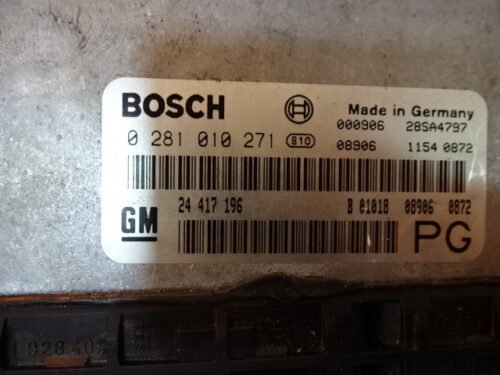 BOSCH Made in Germany
000906 28SA4797
0 281 010 271 810 08906 1154 0872
GM 24 417 196 B 01018 08906 0872
PG